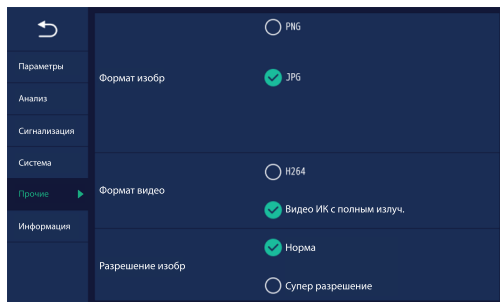 Параметры
Анализ
Сигнализация
Система
Прочие
Информация
PNG
Формат изобр
JPG
H264
Формат видео
Видео ИК с полным излуч.
Норма
Разрешение изобр
Супер разрешение